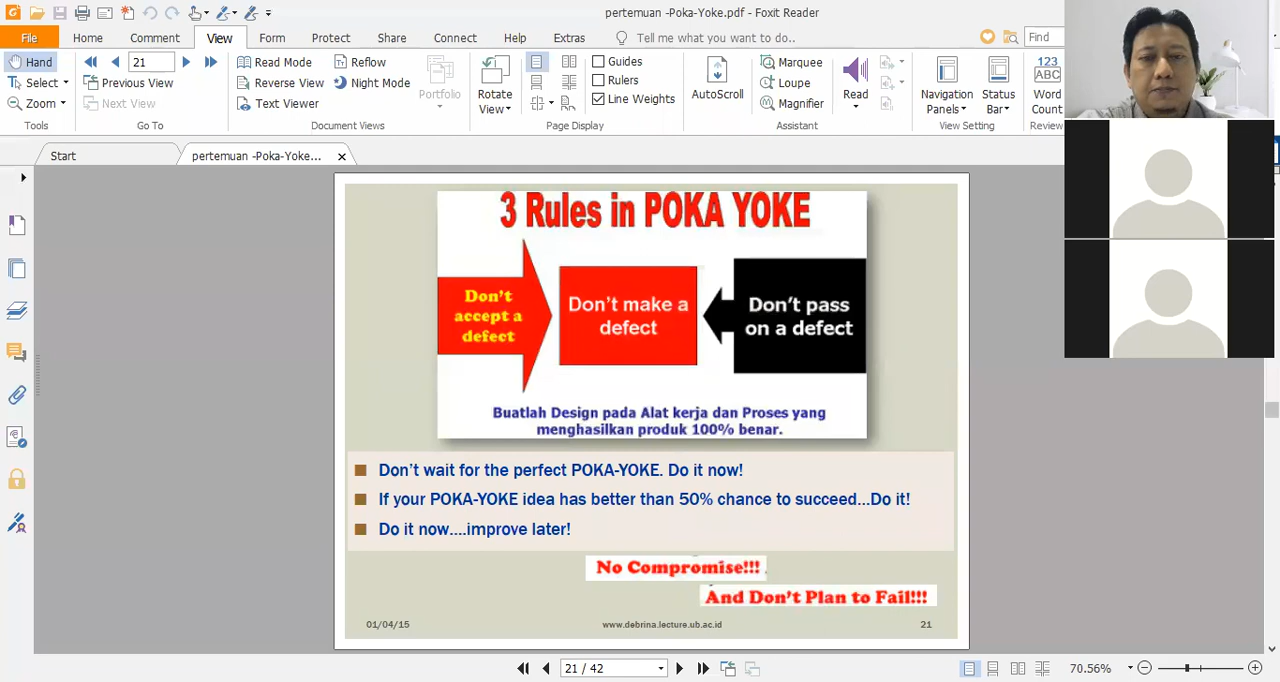 pertemuan -Poka-Yoke.pdf - Foxit Reader
File Home Comment View Form Protect Share Connect Help Extras Tell me what you want to do.. Find
Hand
Select
Zoom
Tools
21
Previous View
Next View
Go To
Read Mode
Reverse View
Text Viewer
Reflow
Night Mode
Document Views
Portfolio
Rotate
View
Guides
Rulers
Line Weights
Page Display
AutoScroll
Marquee
Loupe
Magnifier
Assistant
Read
Navigation
Panels
Status
Bar
View Setting
123
ABC
Word
Count
Review
Start
pertemuan -Poka-Yoke...
3 Rules in POKA YOKE
Don't
accept a
defect
Don't make a
defect
Don't pass
on a defect
Buatlah Design pada Alat kerja dan Proses yang
menghasilkan produk 100% benar.
Don't wait for the perfect POKA-YOKE. Do it now!
If your POKA-YOKE idea has better than 50% chance to succeed...Do it!
Do it now....improve later!
No Compromise!!!
And Don't Plan to Fail!!!
01/04/15 www.debrina.lecture.ub.ac.id 21
21 / 42
70.56%